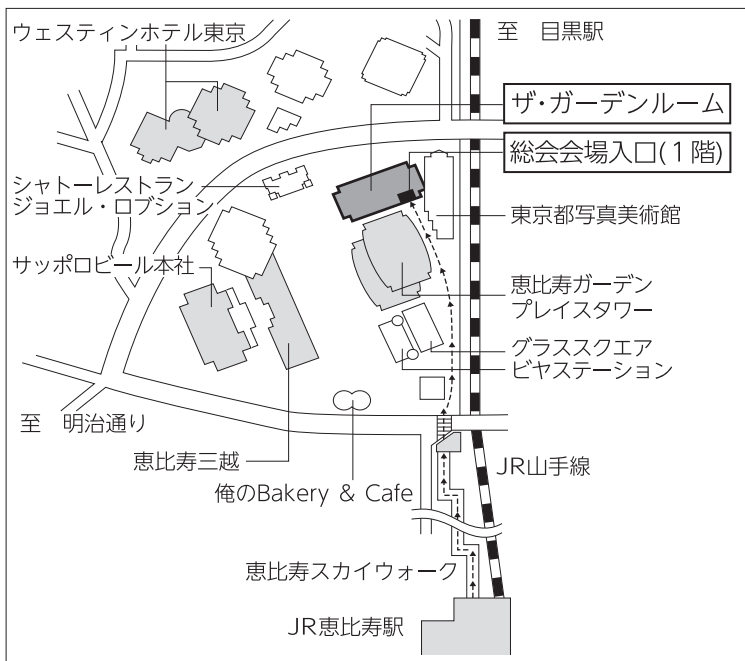 ウェスティンホテル東京
至　目黒駅
ザ・ガーデンルーム
総会会場入口(1階)
シャトーレストラン
ジョエル・ロブション
東京都写真美術館
サッポロビール本社
恵比寿ガーデン
プレイスタワー
グラススクエア
ビヤステーション
至　明治通り
恵比寿三越
JR山手線
俺のBakery & Cafe
恵比寿スカイウォーク
JR恵比寿駅